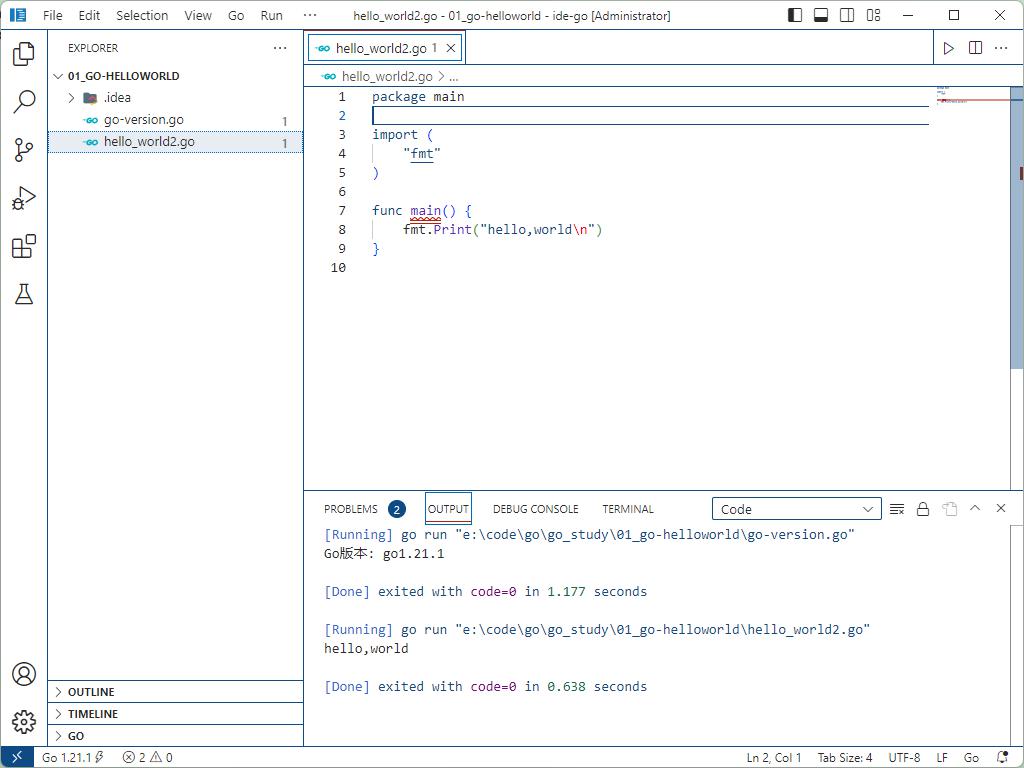 File Edit Selection View Go Run ··· hello_world2.go - 01_go-helloworld - ide-go [Administrator]
EXPLORER ···
01_GO-HELLOWORLD
.idea
go-version.go 1
hello_world2.go 1
OUTLINE
TIMELINE
GO
hello_world2.go 1
hello_world2.go > ...
1 package main
2
3 import (
4 "fmt"
5 )
6
7 func main() {
8 fmt.Print("hello,world\n")
9 }
10
PROBLEMS 2 OUTPUT DEBUG CONSOLE TERMINAL Code
[Running] go run "e:\code\go\go_study\01_go-helloworld\go-version.go"
Go版本: go1.21.1
[Done] exited with code=0 in 1.177 seconds
[Running] go run "e:\code\go\go_study\01_go-helloworld\hello_world2.go"
hello,world
[Done] exited with code=0 in 0.638 seconds
Go 1.21.1 2 0 Ln 2, Col 1 Tab Size: 4 UTF-8 LF Go